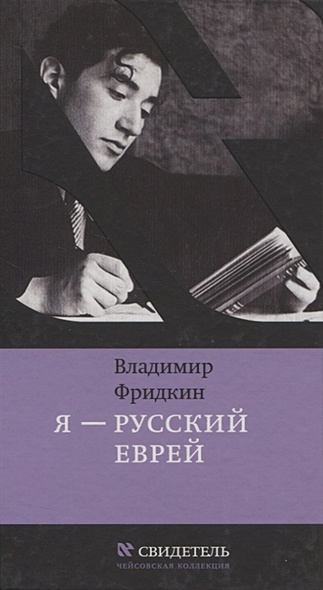 Владимир
Фридкин
Я — РУССКИЙ
ЕВРЕЙ
СВИДЕТЕЛЬ
ЧЕЙСОВСКАЯ КОЛЛЕКЦИЯ